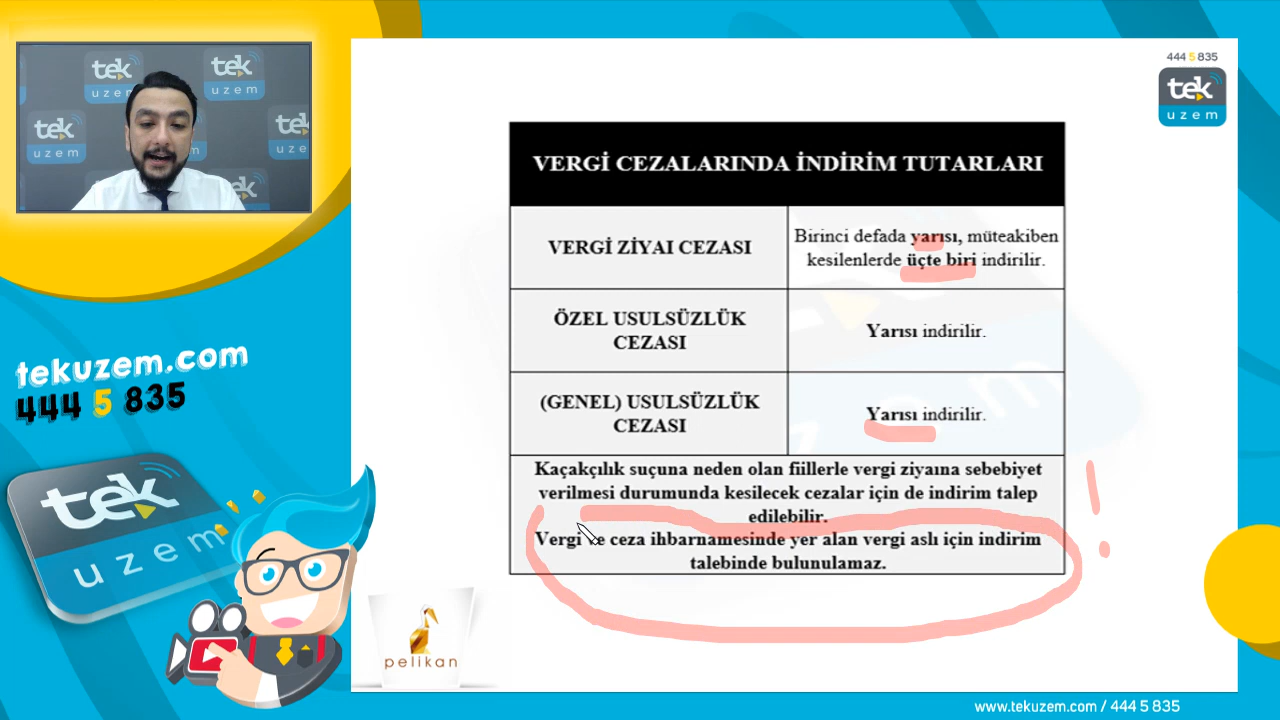 tek
uzem
tek
uzem
tek
uzem
444 5 835
tek
uzem
VERGİ CEZALARINDA İNDİRİM TUTARLARI
VERGİ ZİYAI CEZASI
Birinci defada yarısı, müteakiben
kesilenlerde üçte biri indirilir.
ÖZEL USULSÜZLÜK
CEZASI
Yarısı indirilir.
(GENEL) USULSÜZLÜK
CEZASI
Yarısı indirilir.
Kaçakçılık suçuna neden olan fiillerle vergi ziyaına sebebiyet
verilmesi durumunda kesilecek cezalar için de indirim talep
edilebilir.
Vergi ve ceza ihbarnamesinde yer alan vergi aslı için indirim
talebinde bulunulamaz.
tekuzem.com
444 5 835
tek
uzem
pelikan
www.tekuzem.com / 444 5 835